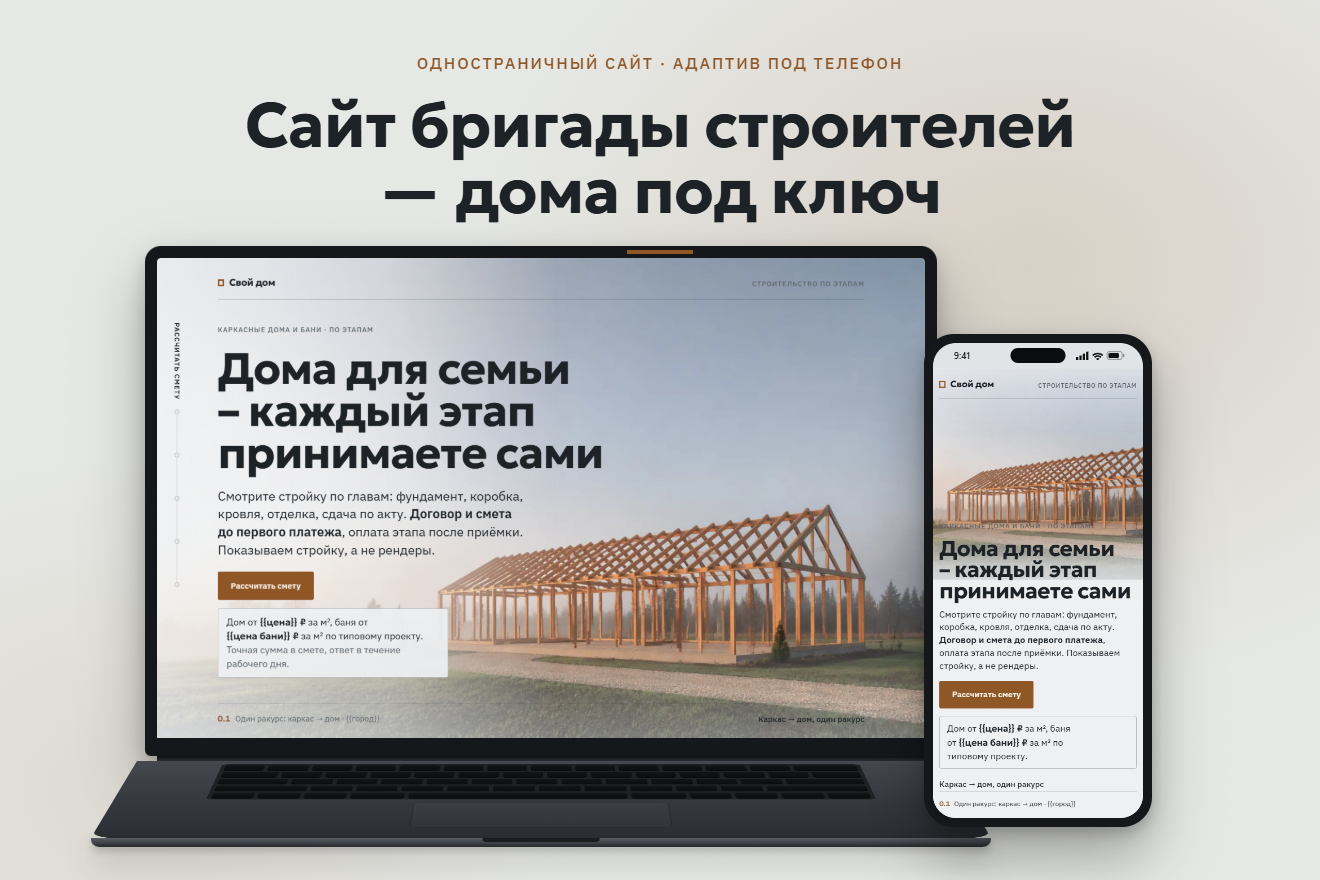 ОДНОСТРАНИЧНЫЙ САЙТ · АДАПТИВ ПОД ТЕЛЕФОН
Сайт бригады строителей
— дома под ключ
Свой дом
СТРОИТЕЛЬСТВО ПО ЭТАПАМ
РАССЧИТАТЬ СМЕТУ
КАРКАСНЫЕ ДОМА И БАНИ · ПО ЭТАПАМ
Дома для семьи
– каждый этап
принимаете сами
Смотрите стройку по главам: фундамент, коробка,
кровля, отделка, сдача по акту. Договор и смета
до первого платежа, оплата этапа после приёмки.
Показываем стройку, а не рендеры.
Рассчитать смету
Дом от {{цена}} ₽ за м², баня от
{{цена бани}} ₽ за м² по типовому проекту.
Точная сумма в смете, ответ в течение
рабочего дня.
0.1 Один ракурс: каркас → дом · {{город}}
Каркас → дом, один ракурс
9:41
Свой дом
СТРОИТЕЛЬСТВО ПО ЭТАПАМ
КАРКАСНЫЕ ДОМА И БАНИ · ПО ЭТАПАМ
Дома для семьи
– каждый этап
принимаете сами
Смотрите стройку по главам: фундамент,
коробка, кровля, отделка, сдача по акту.
Договор и смета до первого платежа,
оплата этапа после приёмки. Показываем
стройку, а не рендеры.
Рассчитать смету
Дом от {{цена}} ₽ за м², баня
от {{цена бани}} ₽ за м² по
типовому проекту.
Каркас → дом, один ракурс
0.1 Один ракурс: каркас → дом · {{город}}